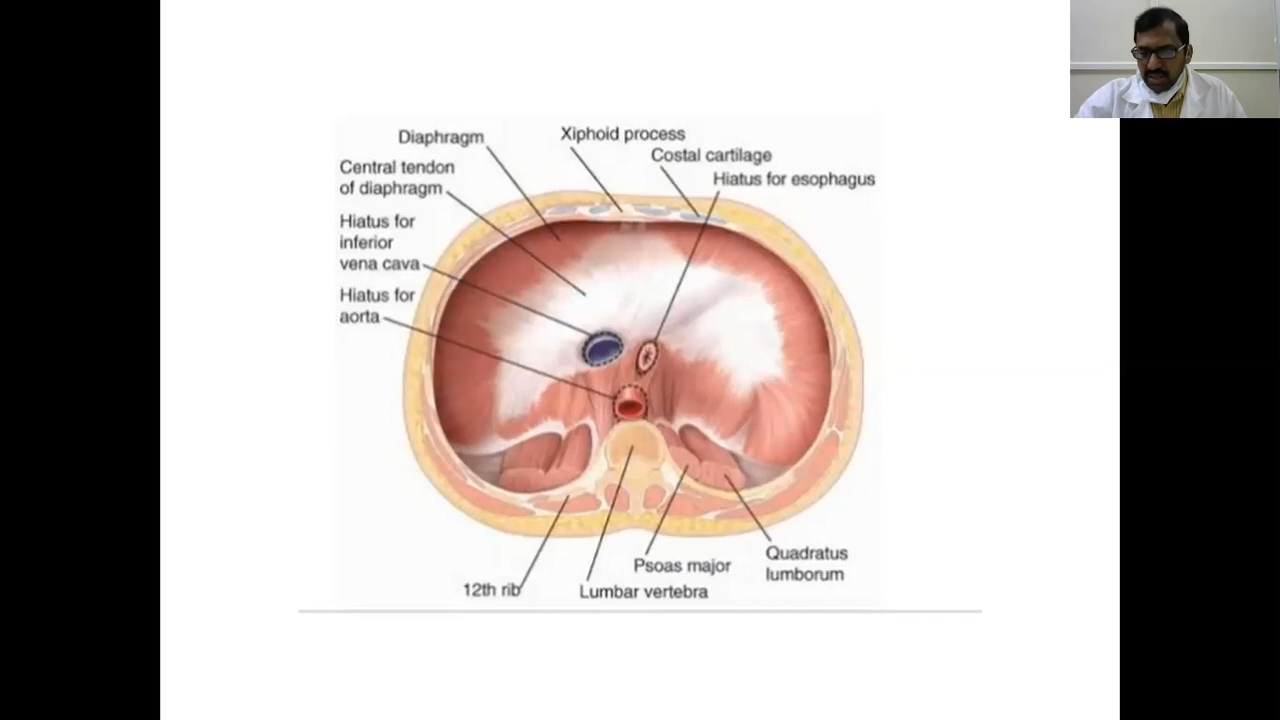 Diaphragm
Xiphoid process
Costal cartilage
Central tendon
of diaphragm
Hiatus for esophagus
Hiatus for
inferior
vena cava
Hiatus for
aorta
Quadratus
lumborum
Psoas major
12th rib
Lumbar vertebra